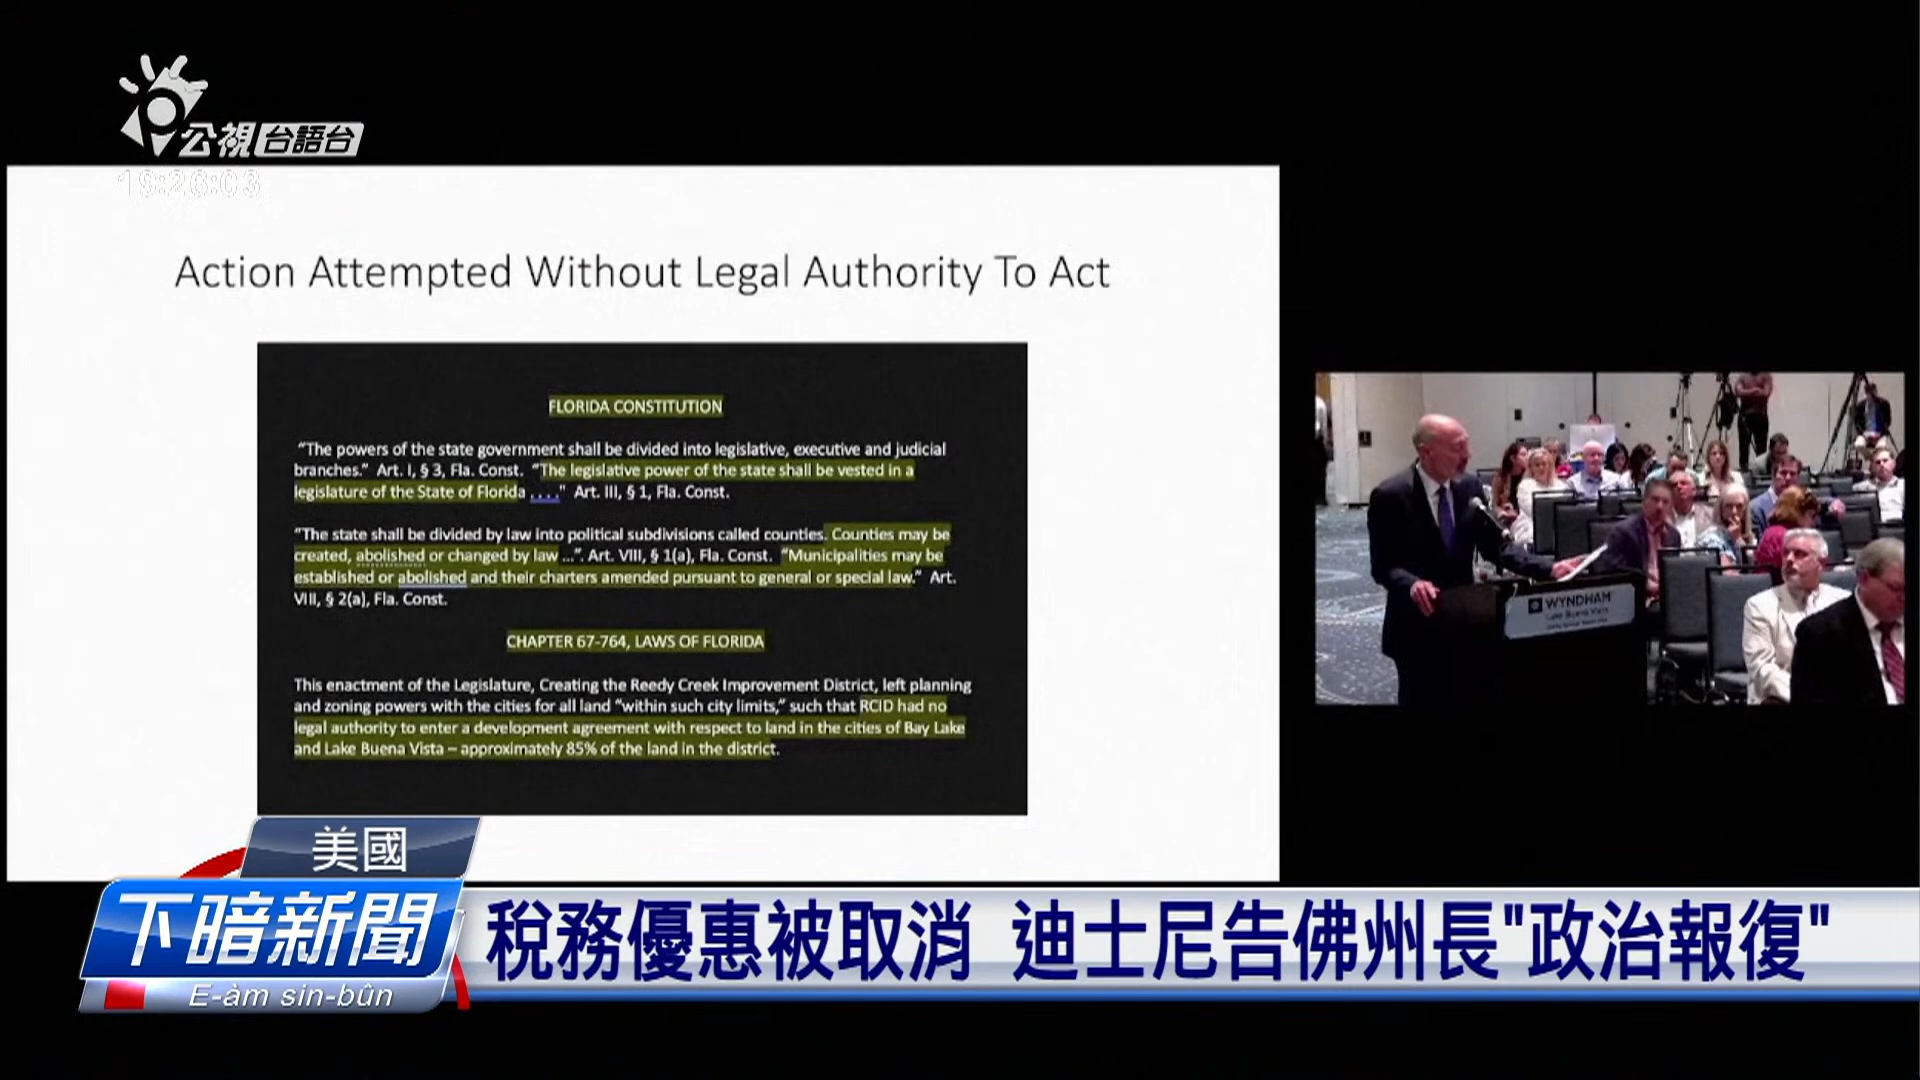 公視 台語台
19:26:03
Action Attempted Without Legal Authority To Act
FLORIDA CONSTITUTION
“The powers of the state government shall be divided into legislative, executive and judicial
branches.” Art. I, § 3, Fla. Const. “The legislative power of the state shall be vested in a
legislature of the State of Florida . . . .” Art. III, § 1, Fla. Const.
“The state shall be divided by law into political subdivisions called counties. Counties may be
created, abolished or changed by law ...”. Art. VIII, § 1(a), Fla. Const. “Municipalities may be
established or abolished and their charters amended pursuant to general or special law.” Art.
VIII, § 2(a), Fla. Const.
CHAPTER 67-764, LAWS OF FLORIDA
This enactment of the Legislature, Creating the Reedy Creek Improvement District, left planning
and zoning powers with the cities for all land “within such city limits,” such that RCID had no
legal authority to enter a development agreement with respect to land in the cities of Bay Lake
and Lake Buena Vista – approximately 85% of the land in the district.
WYNDHAM
Lake Buena Vista
美國
下暗新聞
E-àm sin-bûn
稅務優惠被取消 迪士尼告佛州長"政治報復"